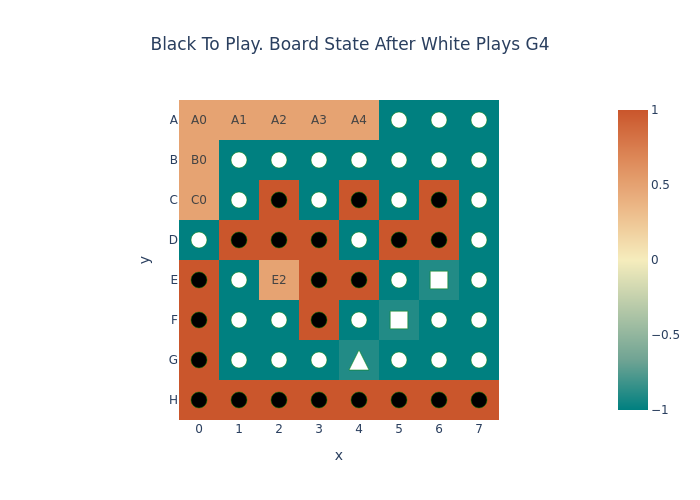 Black To Play. Board State After White Plays G4
A A0 A1 A2 A3 A4
B B0
C C0
D
E E2
F
G
H
0 1 2 3 4 5 6 7
x
y
1
0.5
0
−0.5
−1